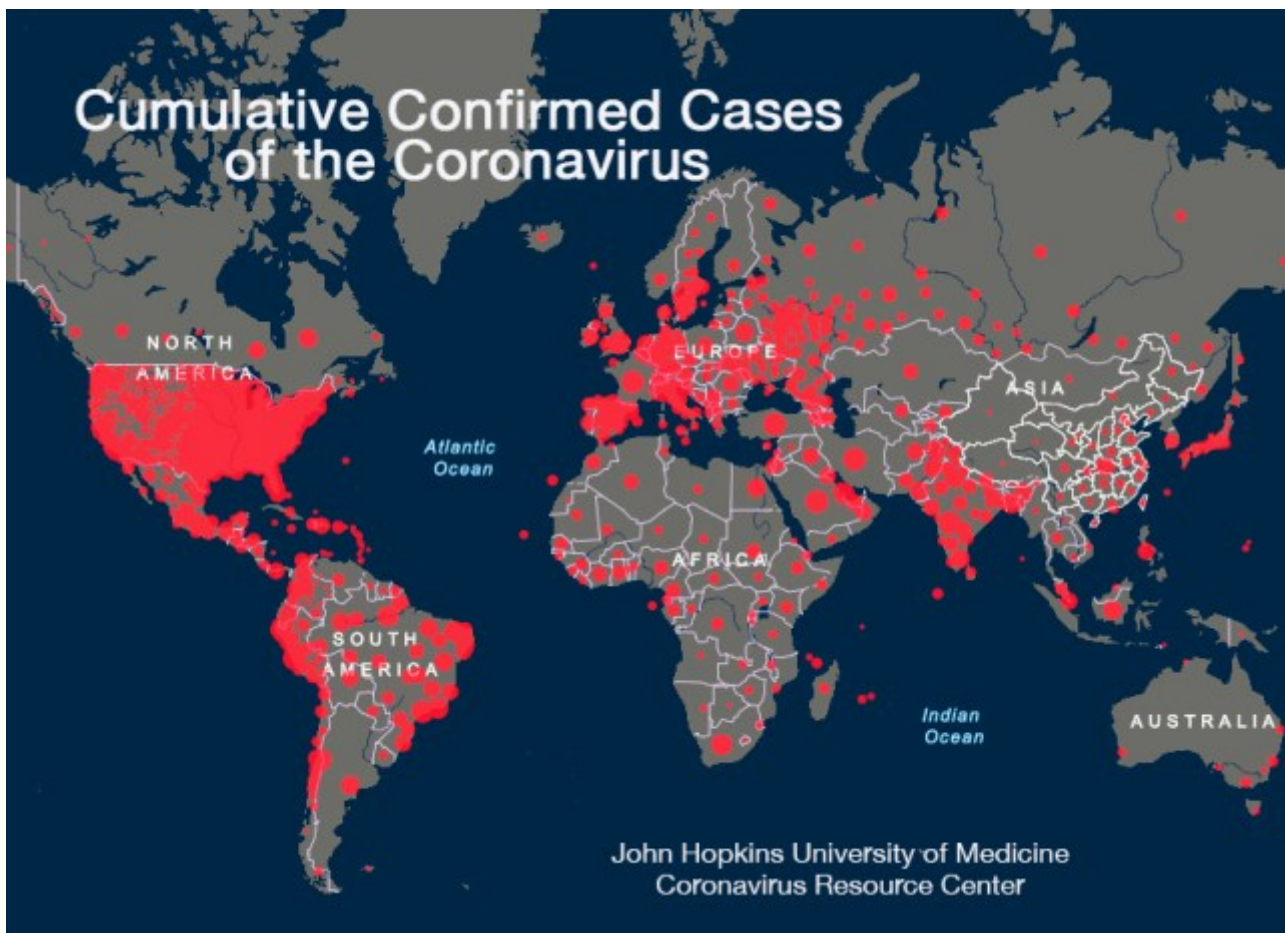 Cumulative Confirmed Cases
of the Coronavirus
NORTH
AMERICA
EUROPE
ASIA
Atlantic
Ocean
AFRICA
SOUTH
AMERICA
Indian
Ocean
AUSTRALIA
John Hopkins University of Medicine
Coronavirus Resource Center